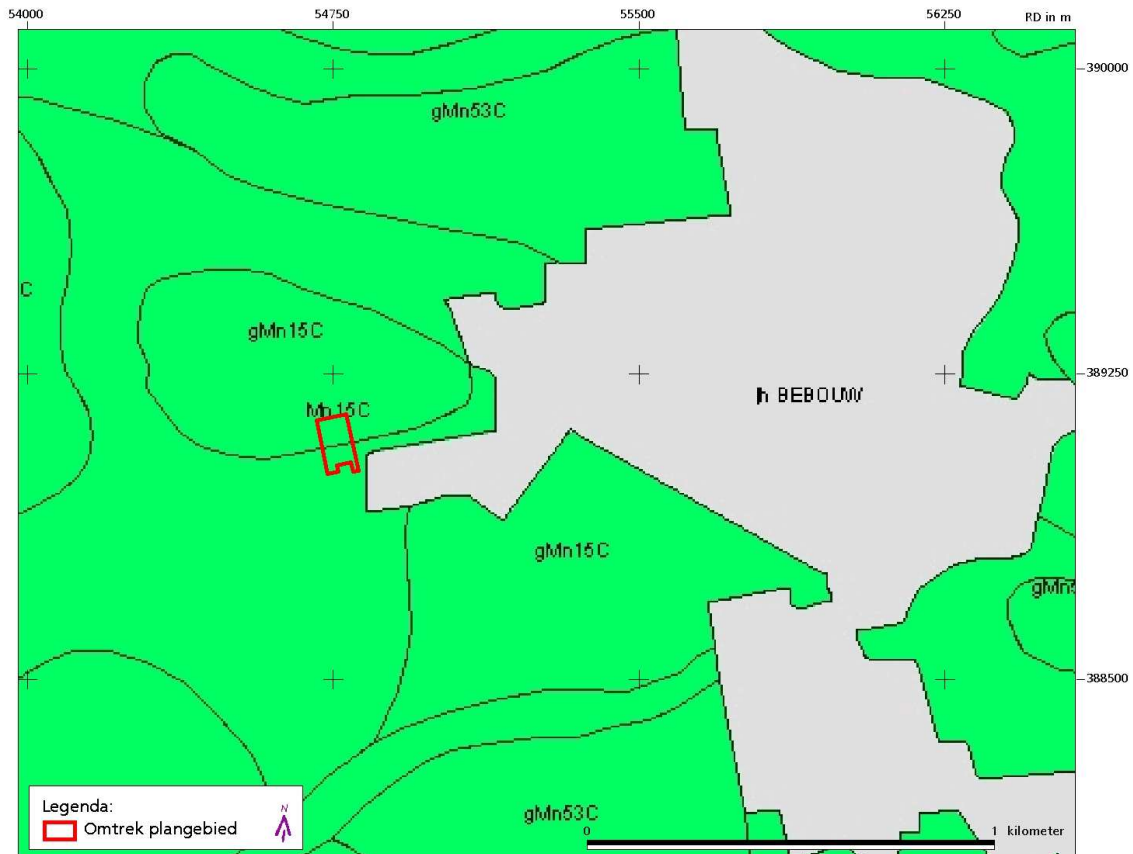 54000 54750 55500 56250 RD in m
390000
gMn53C
C
gMn15C
389250
h BEBOUW
Mn15C
gMn15C
388500
Legenda:
Omtrek plangebied
N
gMn53C
0 1 kilometer